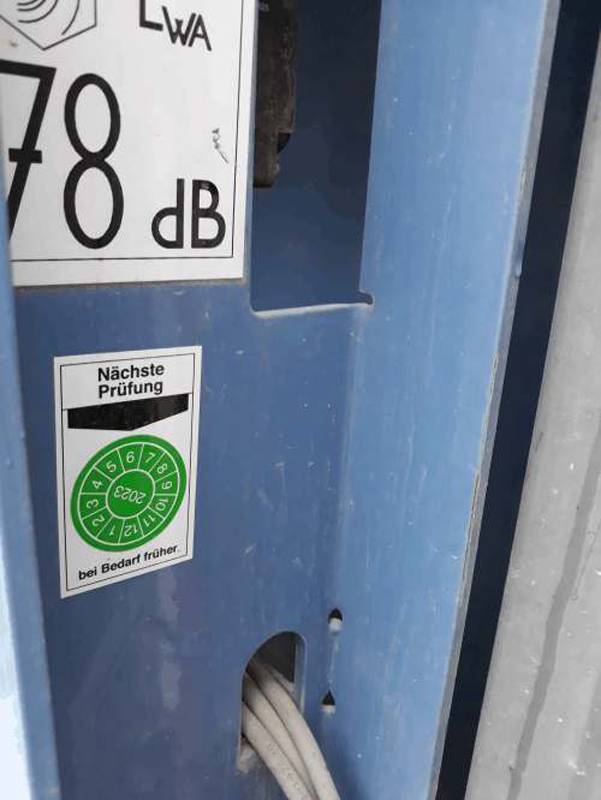 LWA
78
dB
Nächste
Prüfung
1 2 3 4 5 6 7 8 9 10 11 12
2023
bei Bedarf früher